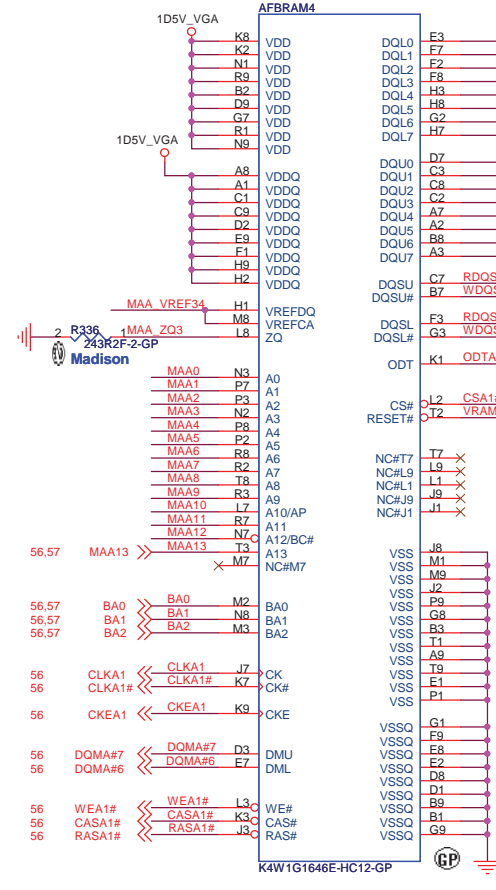 AFBRAM4
1D5V_VGA
K8 VDD DQL0 E3
K2 VDD DQL1 F7
N1 VDD DQL2 F2
R9 VDD DQL3 F8
B2 VDD DQL4 H3
D9 VDD DQL5 H8
G7 VDD DQL6 G2
R1 VDD DQL7 H7
N9 VDD
1D5V_VGA
DQU0 D7
A8 VDDQ DQU1 C3
A1 VDDQ DQU2 C8
C1 VDDQ DQU3 C2
C9 VDDQ DQU4 A7
D2 VDDQ DQU5 A2
E9 VDDQ DQU6 B8
F1 VDDQ DQU7 A3
H9 VDDQ
H2 VDDQ DQSU C7 RDQS
DQSU# B7 WDQS
MAA_VREF34 H1 VREFDQ
M8 VREFCA DQSL F3 RDQS
2 R336 1 MAA_ZQ3 L8 ZQ DQSL# G3 WDQS
243R2F-2-GP
Madison
ODT K1 ODTA
MAA0 N3 A0
MAA1 P7 A1
MAA2 P3 A2
MAA3 N2 A3 CS# L2 CSA1#
MAA4 P8 A4 RESET# T2 VRAM
MAA5 P2 A5
MAA6 R8 A6
MAA7 R2 A7 NC#T7 T7
MAA8 T8 A8 NC#L9 L9
MAA9 R3 A9 NC#L1 L1
MAA10 L7 A10/AP NC#J9 J9
MAA11 R7 A11 NC#J1 J1
MAA12 N7 A12/BC#
56,57 MAA13 MAA13 T3 A13 VSS J8
M7 NC#M7 VSS M1
VSS M9
VSS J2
56,57 BA0 BA0 M2 BA0 VSS P9
56,57 BA1 BA1 N8 BA1 VSS G8
56,57 BA2 BA2 M3 BA2 VSS B3
VSS T1
VSS A9
56 CLKA1 CLKA1 J7 CK VSS T9
56 CLKA1# CLKA1# K7 CK# VSS E1
VSS P1
56 CKEA1 CKEA1 K9 CKE
VSSQ G1
VSSQ F9
56 DQMA#7 DQMA#7 D3 DMU VSSQ E8
56 DQMA#6 DQMA#6 E7 DML VSSQ E2
VSSQ D8
VSSQ D1
56 WEA1# WEA1# L3 WE# VSSQ B9
56 CASA1# CASA1# K3 CAS# VSSQ B1
56 RASA1# RASA1# J3 RAS# VSSQ G9
GP
K4W1G1646E-HC12-GP